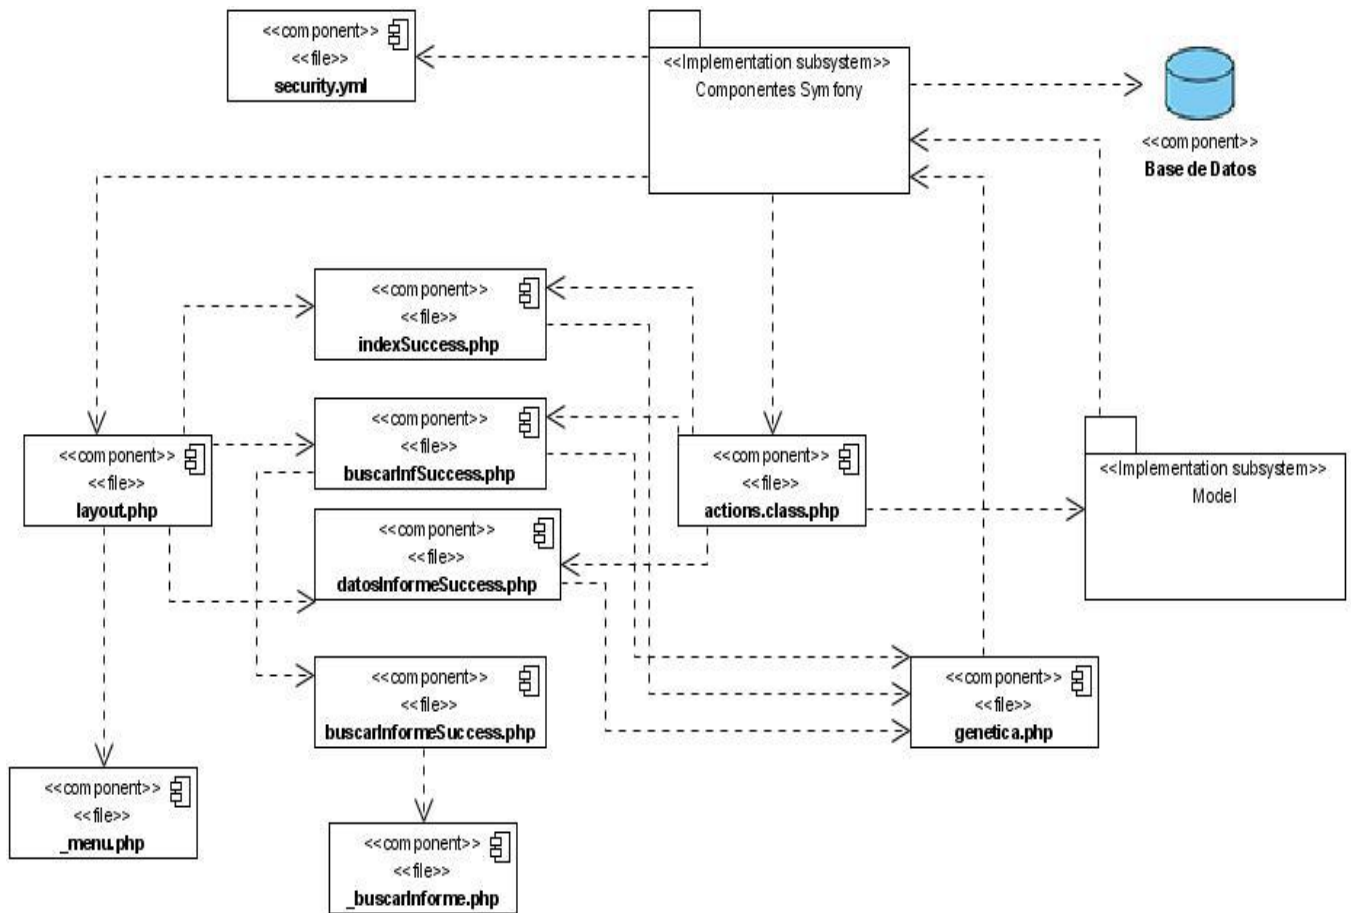 <<component>>
<<file>>
security.yml
<<Implementation subsystem>>
Componentes Symfony
<<component>>
Base de Datos
<<component>>
<<file>>
indexSuccess.php
<<component>>
<<file>>
layout.php
<<component>>
<<file>>
buscarInfSuccess.php
<<component>>
<<file>>
actions.class.php
<<Implementation subsystem>>
Model
<<component>>
<<file>>
datosInformeSuccess.php
<<component>>
<<file>>
buscarInformeSuccess.php
<<component>>
<<file>>
genetica.php
<<component>>
<<file>>
_menu.php
<<component>>
<<file>>
_buscarInforme.php